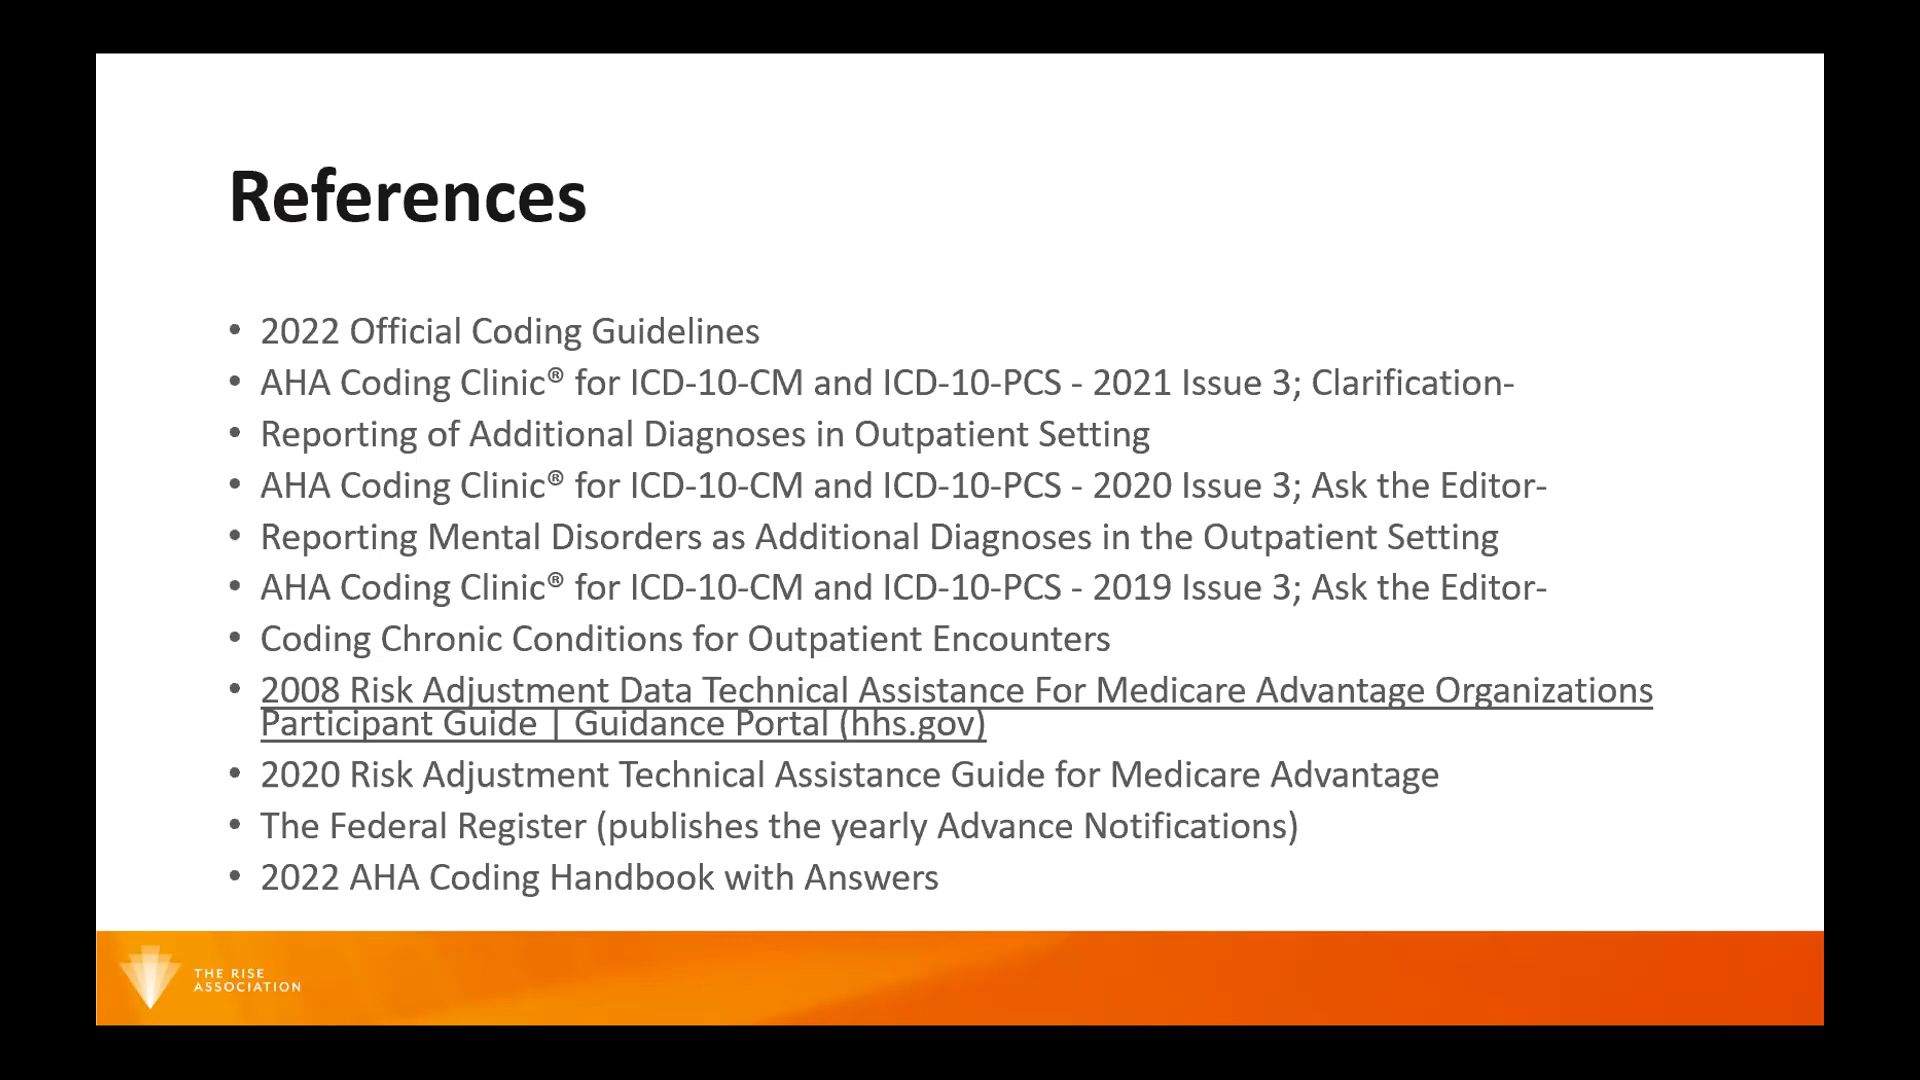 References
• 2022 Official Coding Guidelines
• AHA Coding Clinic® for ICD-10-CM and ICD-10-PCS - 2021 Issue 3; Clarification-
• Reporting of Additional Diagnoses in Outpatient Setting
• AHA Coding Clinic® for ICD-10-CM and ICD-10-PCS - 2020 Issue 3; Ask the Editor-
• Reporting Mental Disorders as Additional Diagnoses in the Outpatient Setting
• AHA Coding Clinic® for ICD-10-CM and ICD-10-PCS - 2019 Issue 3; Ask the Editor-
• Coding Chronic Conditions for Outpatient Encounters
• 2008 Risk Adjustment Data Technical Assistance For Medicare Advantage Organizations
Participant Guide | Guidance Portal (hhs.gov)
• 2020 Risk Adjustment Technical Assistance Guide for Medicare Advantage
• The Federal Register (publishes the yearly Advance Notifications)
• 2022 AHA Coding Handbook with Answers
THE RISE
ASSOCIATION